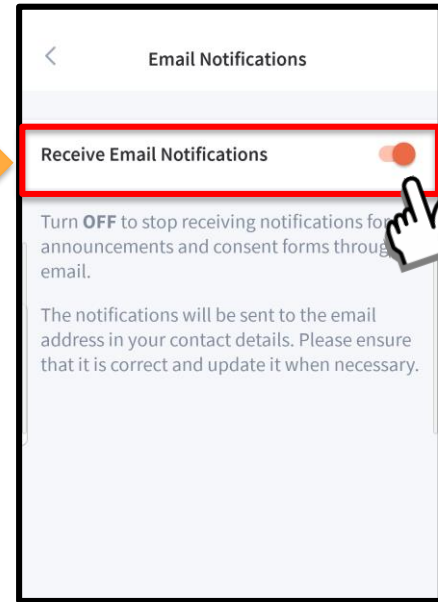 Email Notifications
Receive Email Notifications
Turn OFF to stop receiving notifications for
announcements and consent forms through
email.
The notifications will be sent to the email
address in your contact details. Please ensure
that it is correct and update it when necessary.